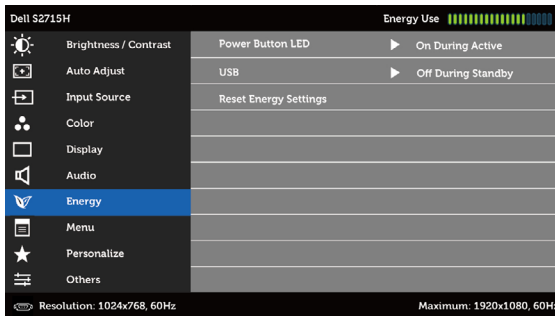 Dell S2715H Energy Use
Brightness / Contrast Power Button LED On During Active
Auto Adjust USB Off During Standby
Input Source Reset Energy Settings
Color
Display
Audio
Energy
Menu
Personalize
Others
Resolution: 1024x768, 60Hz Maximum: 1920x1080, 60Hz